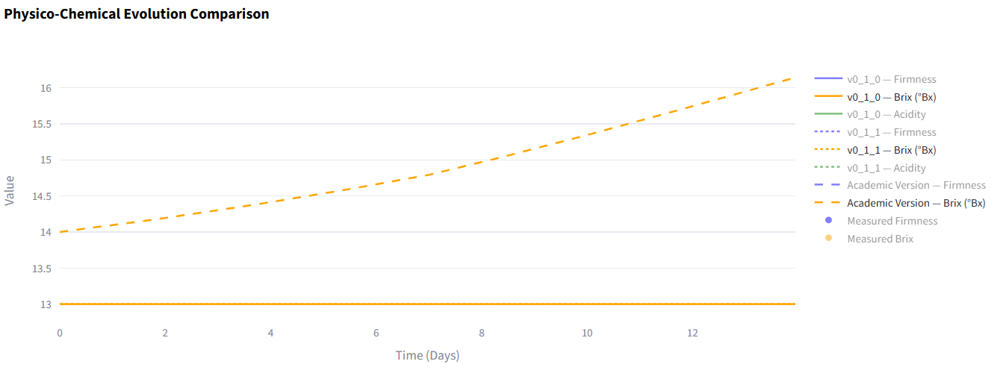 Physico-Chemical Evolution Comparison
Value
16
15.5
15
14.5
14
13.5
13
0 2 4 6 8 10 12
Time (Days)
v0_1_0 — Firmness
v0_1_0 — Brix (°Bx)
v0_1_0 — Acidity
v0_1_1 — Firmness
v0_1_1 — Brix (°Bx)
v0_1_1 — Acidity
Academic Version — Firmness
Academic Version — Brix (°Bx)
Measured Firmness
Measured Brix